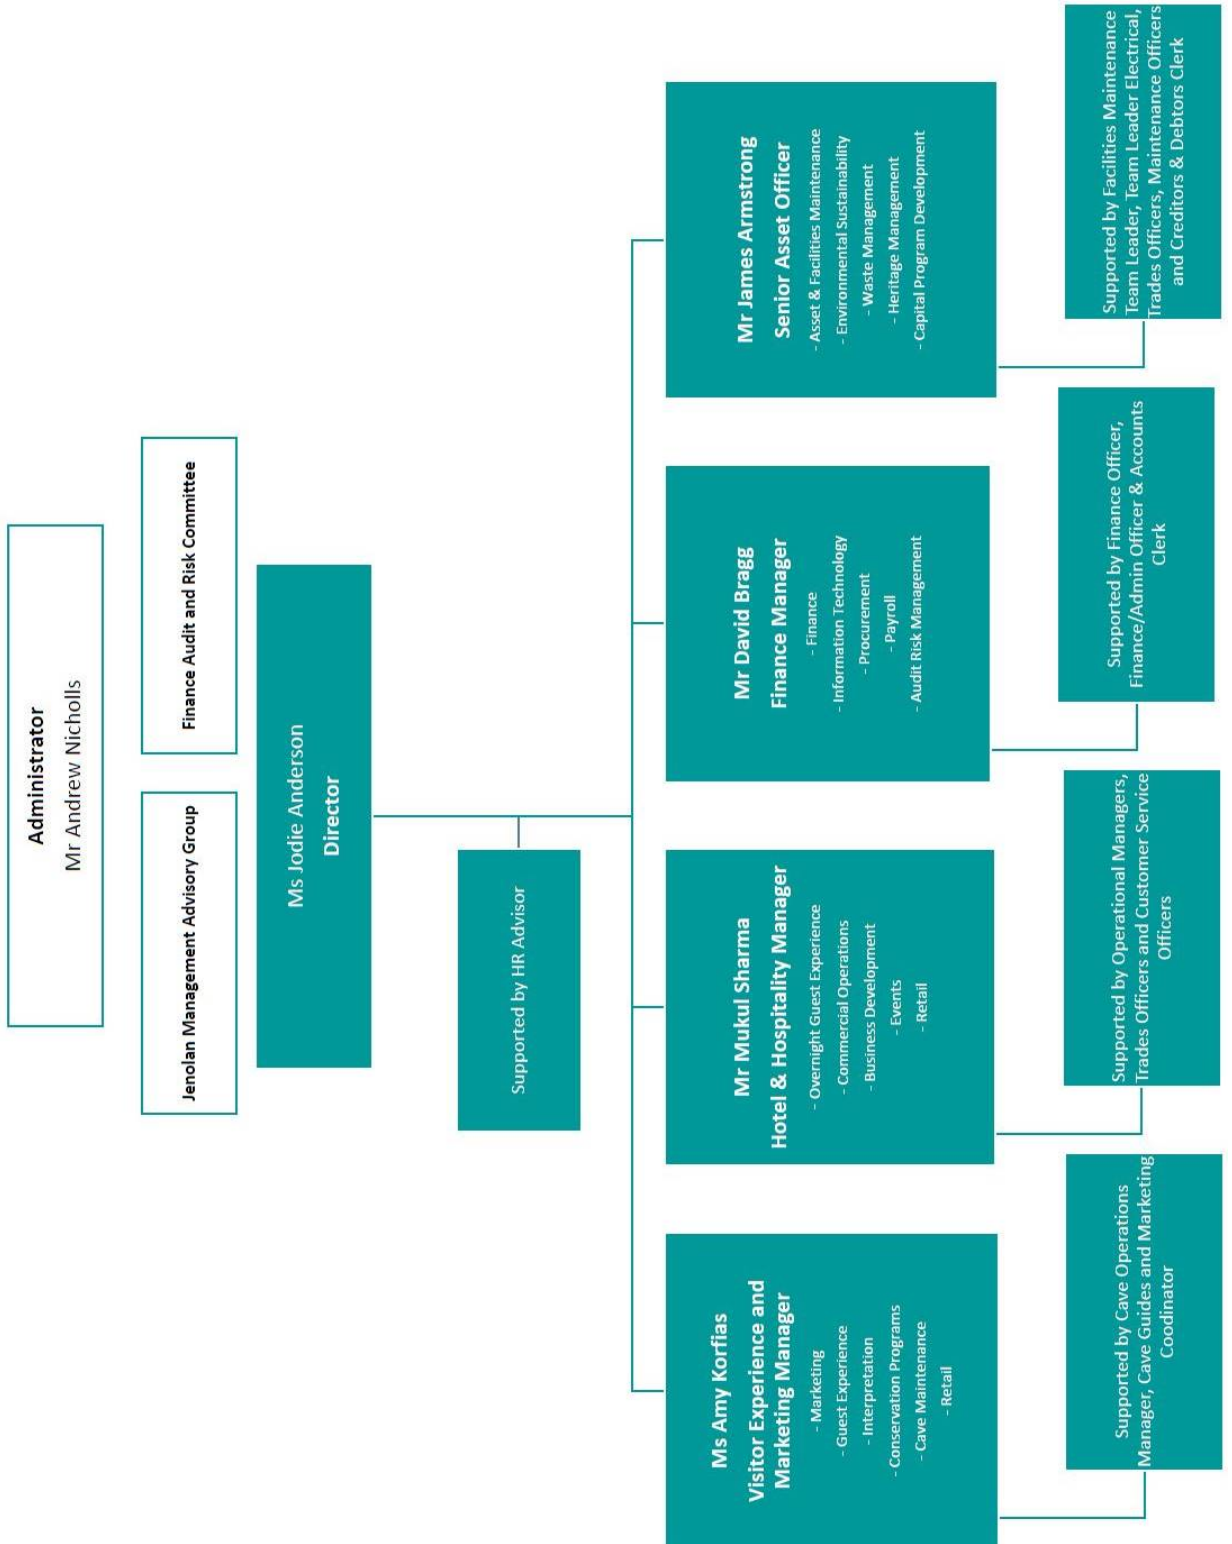 Administrator
Mr Andrew Nicholls
Jenolan Management Advisory Group
Finance Audit and Risk Committee
Ms Jodie Anderson
Director
Supported by HR Advisor
Ms Amy Korfias
Visitor Experience and
Marketing Manager
- Marketing
- Guest Experience
- Interpretation
- Conservation Programs
- Cave Maintenance
- Retail
Mr Mukul Sharma
Hotel & Hospitality Manager
- Overnight Guest Experience
- Commercial Operations
- Business Development
- Events
- Retail
Mr David Bragg
Finance Manager
- Finance
- Information Technology
- Procurement
- Payroll
- Audit Risk Management
Mr James Armstrong
Senior Asset Officer
- Asset & Facilities Maintenance
- Environmental Sustainability
- Waste Management
- Heritage Management
- Capital Program Development
Supported by Cave Operations
Manager, Cave Guides and Marketing
Coodinator
Supported by Operational Managers,
Trades Officers and Customer Service
Officers
Supported by Finance Officer,
Finance/Admin Officer & Accounts
Clerk
Supported by Facilities Maintenance
Team Leader, Team Leader Electrical,
Trades Officers, Maintenance Officers
and Creditors & Debtors Clerk